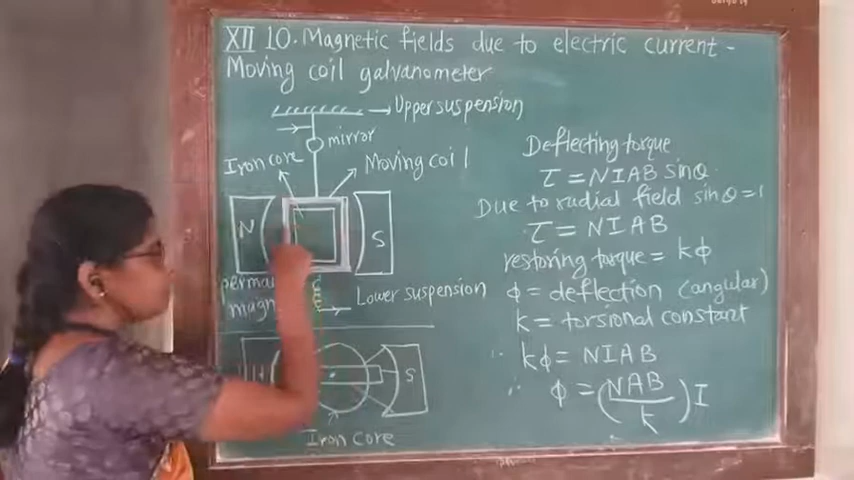 XII 10. Magnetic fields due to electric current -
Moving coil galvanometer
Upper suspension
mirror
Iron core
Moving coil
N
S
Lower suspension
S
Iron core
Deflecting torque
τ = NIAB sinθ.
Due to radial field sinθ = 1
τ = NIAB
restoring torque = kϕ
ϕ = deflection (angular)
k = torsional constant
kϕ = NIAB
∴ ϕ = (NAB/k) I